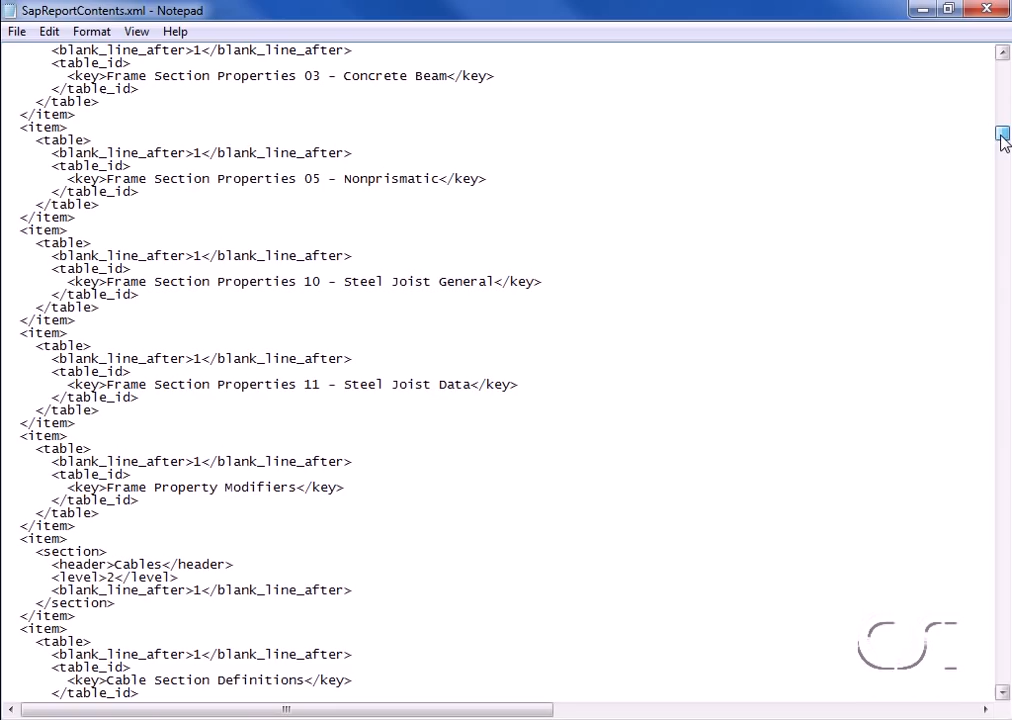 SapReportContents.xml - Notepad
File Edit Format View Help
<blank_line_after>1</blank_line_after>
<table_id>
<key>Frame Section Properties 03 - Concrete Beam</key>
</table_id>
</table>
</item>
<item>
<table>
<blank_line_after>1</blank_line_after>
<table_id>
<key>Frame Section Properties 05 - Nonprismatic</key>
</table_id>
</table>
</item>
<item>
<table>
<blank_line_after>1</blank_line_after>
<table_id>
<key>Frame Section Properties 10 - Steel Joist General</key>
</table_id>
</table>
</item>
<item>
<table>
<blank_line_after>1</blank_line_after>
<table_id>
<key>Frame Section Properties 11 - Steel Joist Data</key>
</table_id>
</table>
</item>
<item>
<table>
<blank_line_after>1</blank_line_after>
<table_id>
<key>Frame Property Modifiers</key>
</table_id>
</table>
</item>
<item>
<section>
<header>Cables</header>
<level>2</level>
<blank_line_after>1</blank_line_after>
</section>
</item>
<item>
<table>
<blank_line_after>1</blank_line_after>
<table_id>
<key>Cable Section Definitions</key>
</table_id>
CSI